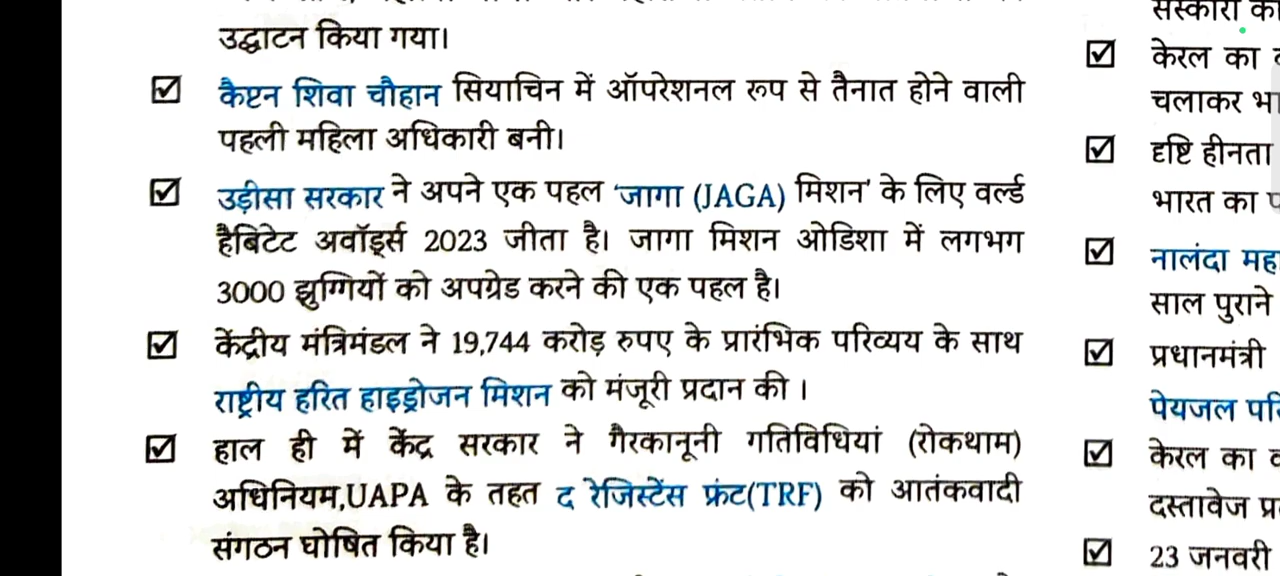 उद्घाटन किया गया।
कैप्टन शिवा चौहान सियाचिन में ऑपरेशनल रूप से तैनात होने वाली
पहली महिला अधिकारी बनी।
उड़ीसा सरकार ने अपने एक पहल 'जागा (JAGA) मिशन' के लिए वर्ल्ड
हैबिटेट अवॉर्ड्स 2023 जीता है। जागा मिशन ओडिशा में लगभग
3000 झुग्गियों को अपग्रेड करने की एक पहल है।
केंद्रीय मंत्रिमंडल ने 19,744 करोड़ रुपए के प्रारंभिक परिव्यय के साथ
राष्ट्रीय हरित हाइड्रोजन मिशन को मंजूरी प्रदान की ।
हाल ही में केंद्र सरकार ने गैरकानूनी गतिविधियां (रोकथाम)
अधिनियम,UAPA के तहत द रेजिस्टेंस फ्रंट(TRF) को आतंकवादी
संगठन घोषित किया है।
केरल का
चलाकर
दृष्टि हीनता
भारत का
नालंदा
साल पुराने
प्रधानमंत्री
पेयजल
केरल का
दस्तावेज
23 जनवरी